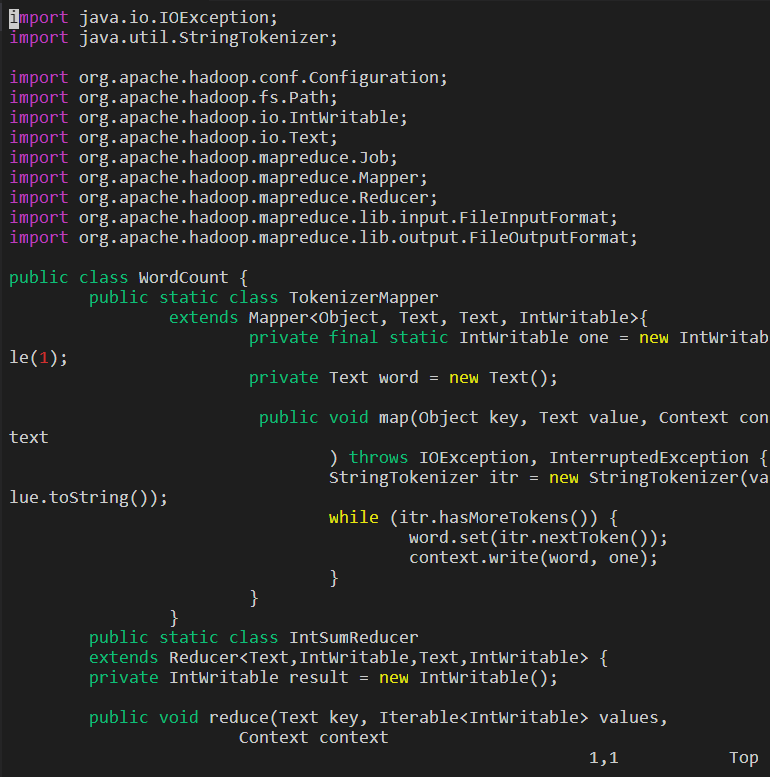 import java.io.IOException;
import java.util.StringTokenizer;

import org.apache.hadoop.conf.Configuration;
import org.apache.hadoop.fs.Path;
import org.apache.hadoop.io.IntWritable;
import org.apache.hadoop.io.Text;
import org.apache.hadoop.mapreduce.Job;
import org.apache.hadoop.mapreduce.Mapper;
import org.apache.hadoop.mapreduce.Reducer;
import org.apache.hadoop.mapreduce.lib.input.FileInputFormat;
import org.apache.hadoop.mapreduce.lib.output.FileOutputFormat;

public class WordCount {
        public static class TokenizerMapper
                extends Mapper<Object, Text, Text, IntWritable>{
                        private final static IntWritable one = new IntWritab
le(1);
                        private Text word = new Text();

                         public void map(Object key, Text value, Context con
text
                                ) throws IOException, InterruptedException {
                                StringTokenizer itr = new StringTokenizer(va
lue.toString());
                                while (itr.hasMoreTokens()) {
                                        word.set(itr.nextToken());
                                        context.write(word, one);
                                }
                        }
                }
        public static class IntSumReducer
        extends Reducer<Text,IntWritable,Text,IntWritable> {
        private IntWritable result = new IntWritable();

        public void reduce(Text key, Iterable<IntWritable> values,
                       Context context
                                                          1,1           Top